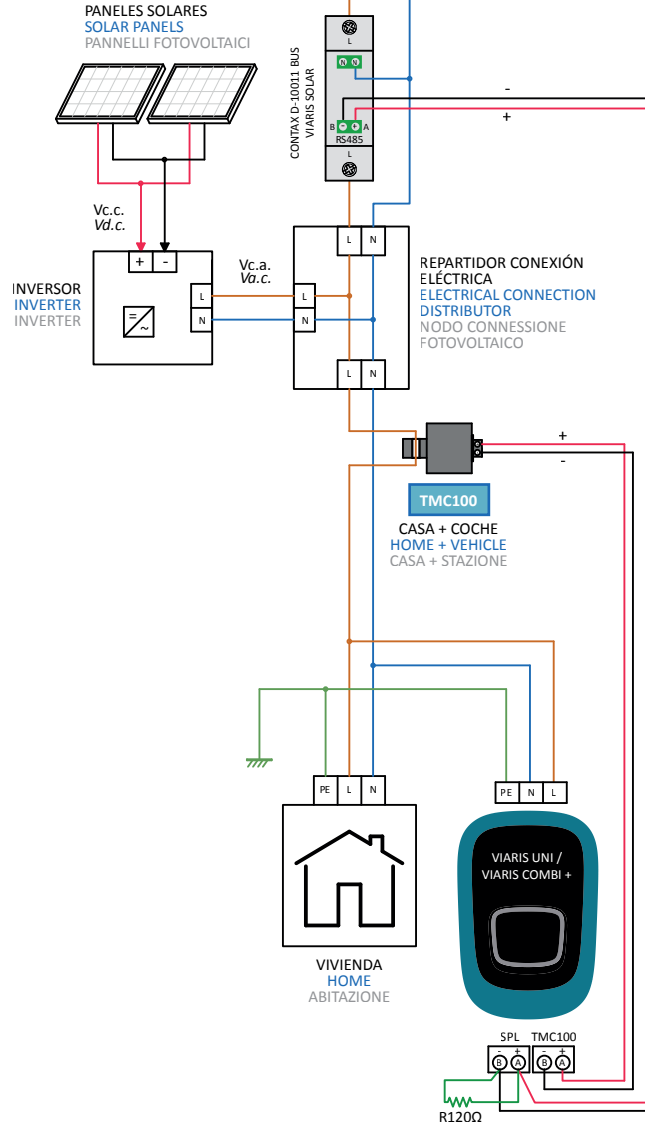 PANELES SOLARES
SOLAR PANELS
PANNELLI FOTOVOLTAICI
L
N N
CONTAX D-10011 BUS
VIARIS SOLAR
B - + A
RS485
L
-
+
Vc.c.
Vd.c.
+ -
INVERSOR
INVERTER
INVERTER
=
~
L
N
Vc.a.
Va.c.
L N
L
N
L N
REPARTIDOR CONEXIÓN
ELÉCTRICA
ELECTRICAL CONNECTION
DISTRIBUTOR
NODO CONNESSIONE
FOTOVOLTAICO
+
-
TMC100
CASA + COCHE
HOME + VEHICLE
CASA + STAZIONE
PE L N
VIVIENDA
HOME
ABITAZIONE
PE N L
VIARIS UNI /
VIARIS COMBI +
SPL TMC100
- + - +
B A B A
R120Ω